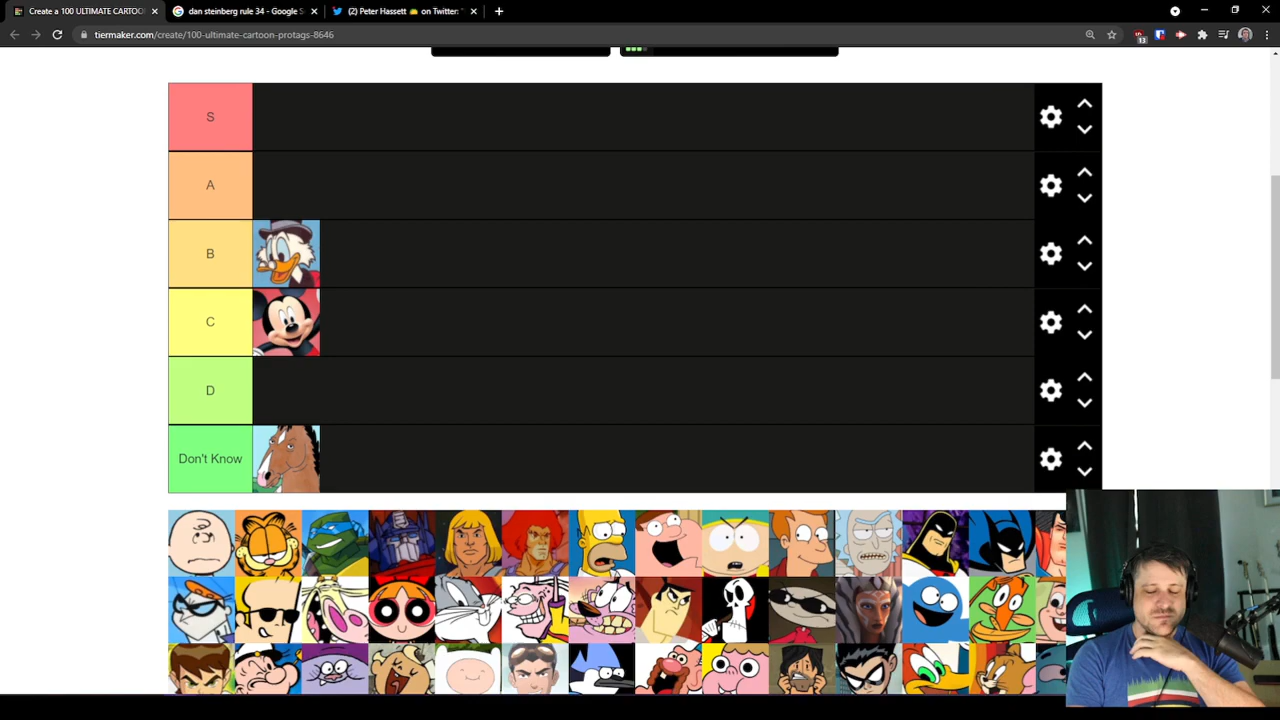 Create a 100 ULTIMATE CARTOO
dan steinberg rule 34 - Google S
(2) Peter Hassett 🌮 on Twitter: "
tiermaker.com/create/100-ultimate-cartoon-protags-8646
13
S
A
B
C
D
Don't Know